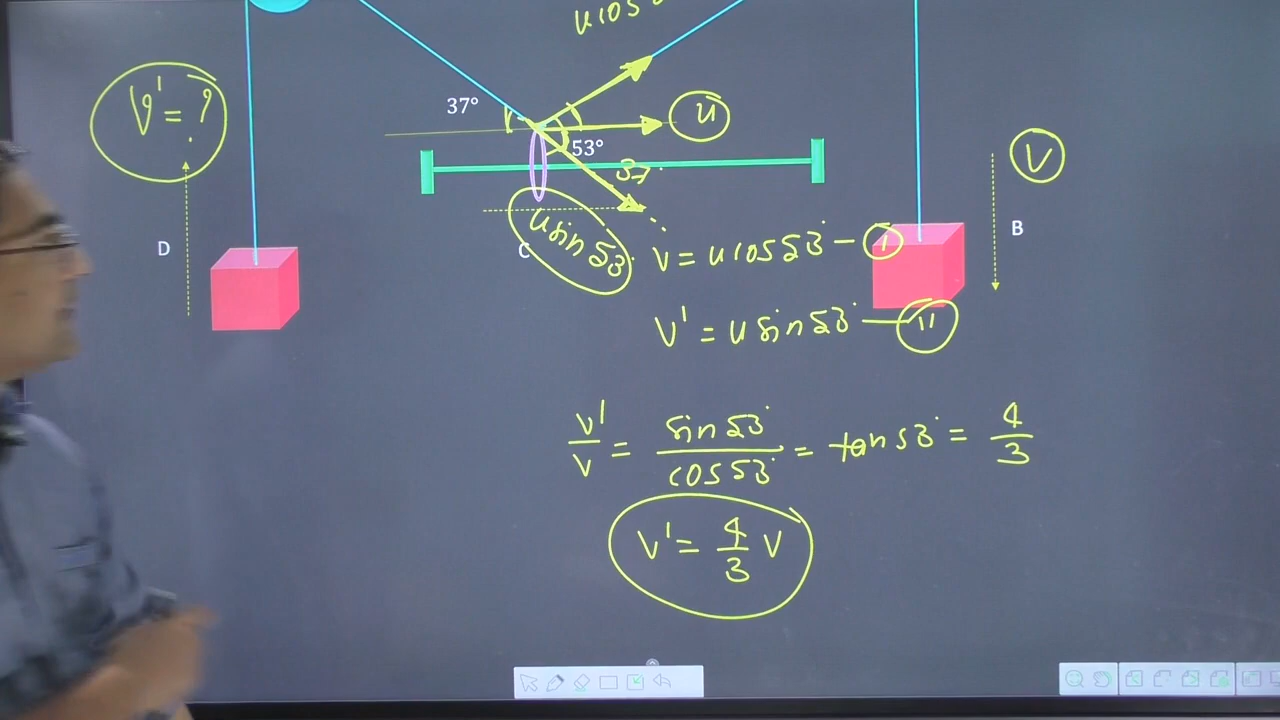 u cos
V' = ?
37°
u
53°
37°
V
D
B
C
u sin 53°
V = u cos 53° — I
V' = u sin 53° — II
V'/V = sin 53°/cos 53° = tan 53° = 4/3
V' = 4/3 V